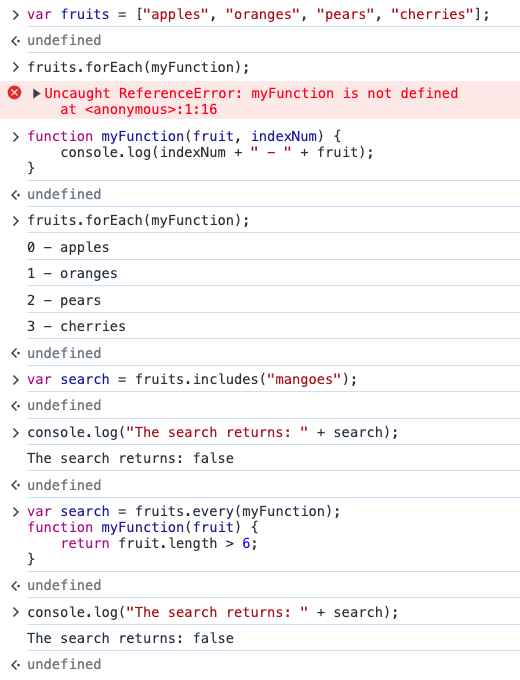 > var fruits = ["apples", "oranges", "pears", "cherries"];
<· undefined
> fruits.forEach(myFunction);
▶Uncaught ReferenceError: myFunction is not defined
at <anonymous>:1:16
> function myFunction(fruit, indexNum) {
console.log(indexNum + " – " + fruit);
}
<· undefined
> fruits.forEach(myFunction);
0 – apples
1 – oranges
2 – pears
3 – cherries
<· undefined
> var search = fruits.includes("mangoes");
<· undefined
> console.log("The search returns: " + search);
The search returns: false
<· undefined
> var search = fruits.every(myFunction);
function myFunction(fruit) {
return fruit.length > 6;
}
<· undefined
> console.log("The search returns: " + search);
The search returns: false
<· undefined